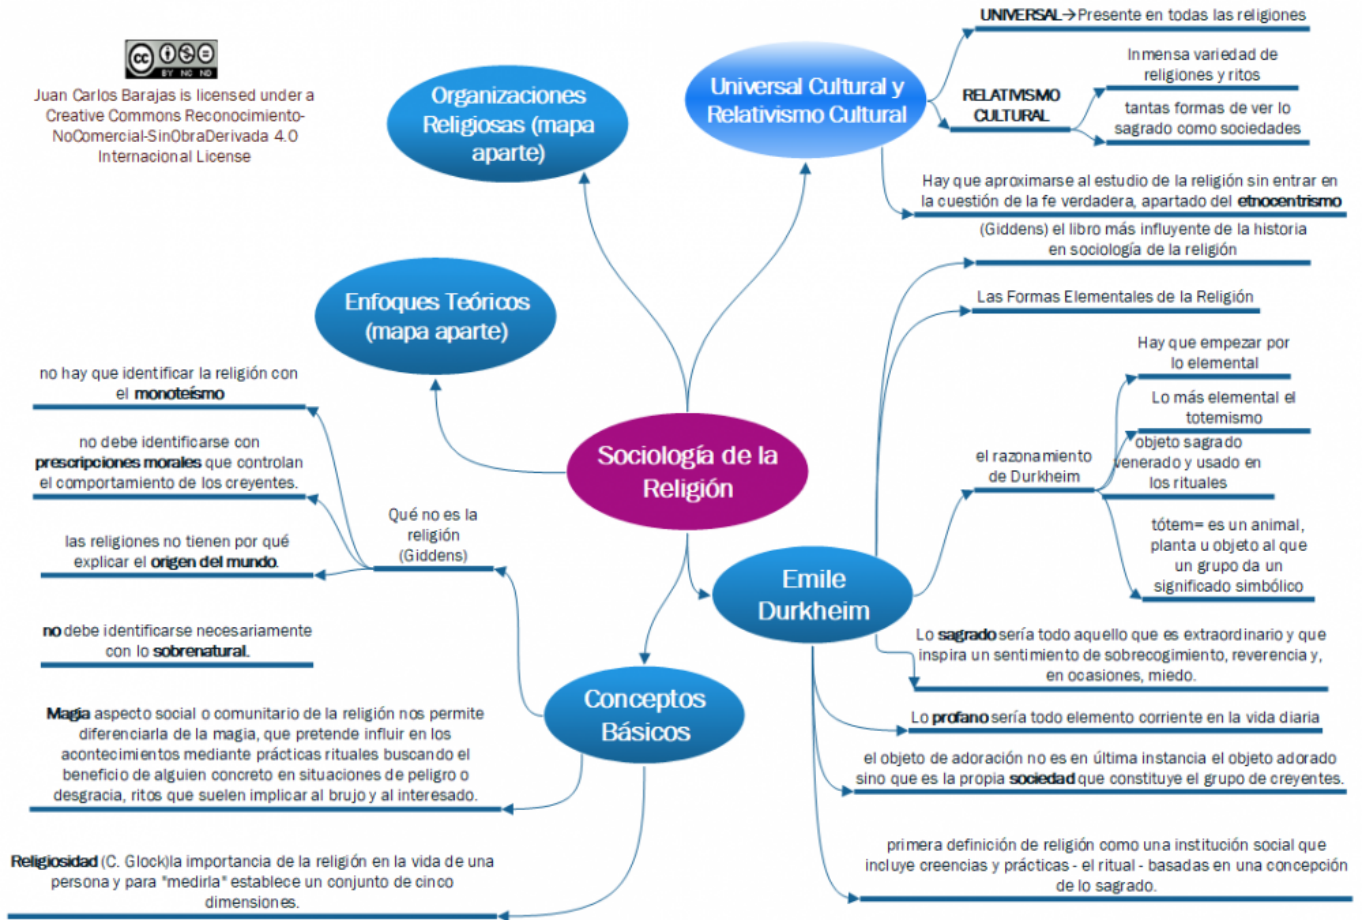 CC BY NC ND
Juan Carlos Barajas is licensed under a
Creative Commons Reconocimiento-
NoComercial-SinObraDerivada 4.0
Internacional License
Organizaciones
Religiosas (mapa
aparte)
Universal Cultural y
Relativismo Cultural
UNIVERSAL→Presente en todas las religiones
RELATIVISMO
CULTURAL
Inmensa variedad de
religiones y ritos
tantas formas de ver lo
sagrado como sociedades
Hay que aproximarse al estudio de la religión sin entrar en
la cuestión de la fe verdadera, apartado del etnocentrismo
Enfoques Teóricos
(mapa aparte)
Sociología de la
Religión
Emile
Durkheim
(Giddens) el libro más influyente de la historia
en sociología de la religión
Las Formas Elementales de la Religión
el razonamiento
de Durkheim
Hay que empezar por
lo elemental
Lo más elemental el
totemismo
objeto sagrado
venerado y usado en
los rituales
tótem= es un animal,
planta u objeto al que
un grupo da un
significado simbólico
Lo sagrado sería todo aquello que es extraordinario y que
inspira un sentimiento de sobrecogimiento, reverencia y,
en ocasiones, miedo.
Lo profano sería todo elemento corriente en la vida diaria
el objeto de adoración no es en última instancia el objeto adorado
sino que es la propia sociedad que constituye el grupo de creyentes.
primera definición de religión como una institución social que
incluye creencias y prácticas - el ritual - basadas en una concepción
de lo sagrado.
Conceptos
Básicos
Qué no es la
religión
(Giddens)
no hay que identificar la religión con
el monoteísmo
no debe identificarse con
prescripciones morales que controlan
el comportamiento de los creyentes.
las religiones no tienen por qué
explicar el origen del mundo.
no debe identificarse necesariamente
con lo sobrenatural.
Magia aspecto social o comunitario de la religión nos permite
diferenciarla de la magia, que pretende influir en los
acontecimientos mediante prácticas rituales buscando el
beneficio de alguien concreto en situaciones de peligro o
desgracia, ritos que suelen implicar al brujo y al interesado.
Religiosidad (C. Glock)la importancia de la religión en la vida de una
persona y para "medirla" establece un conjunto de cinco
dimensiones.